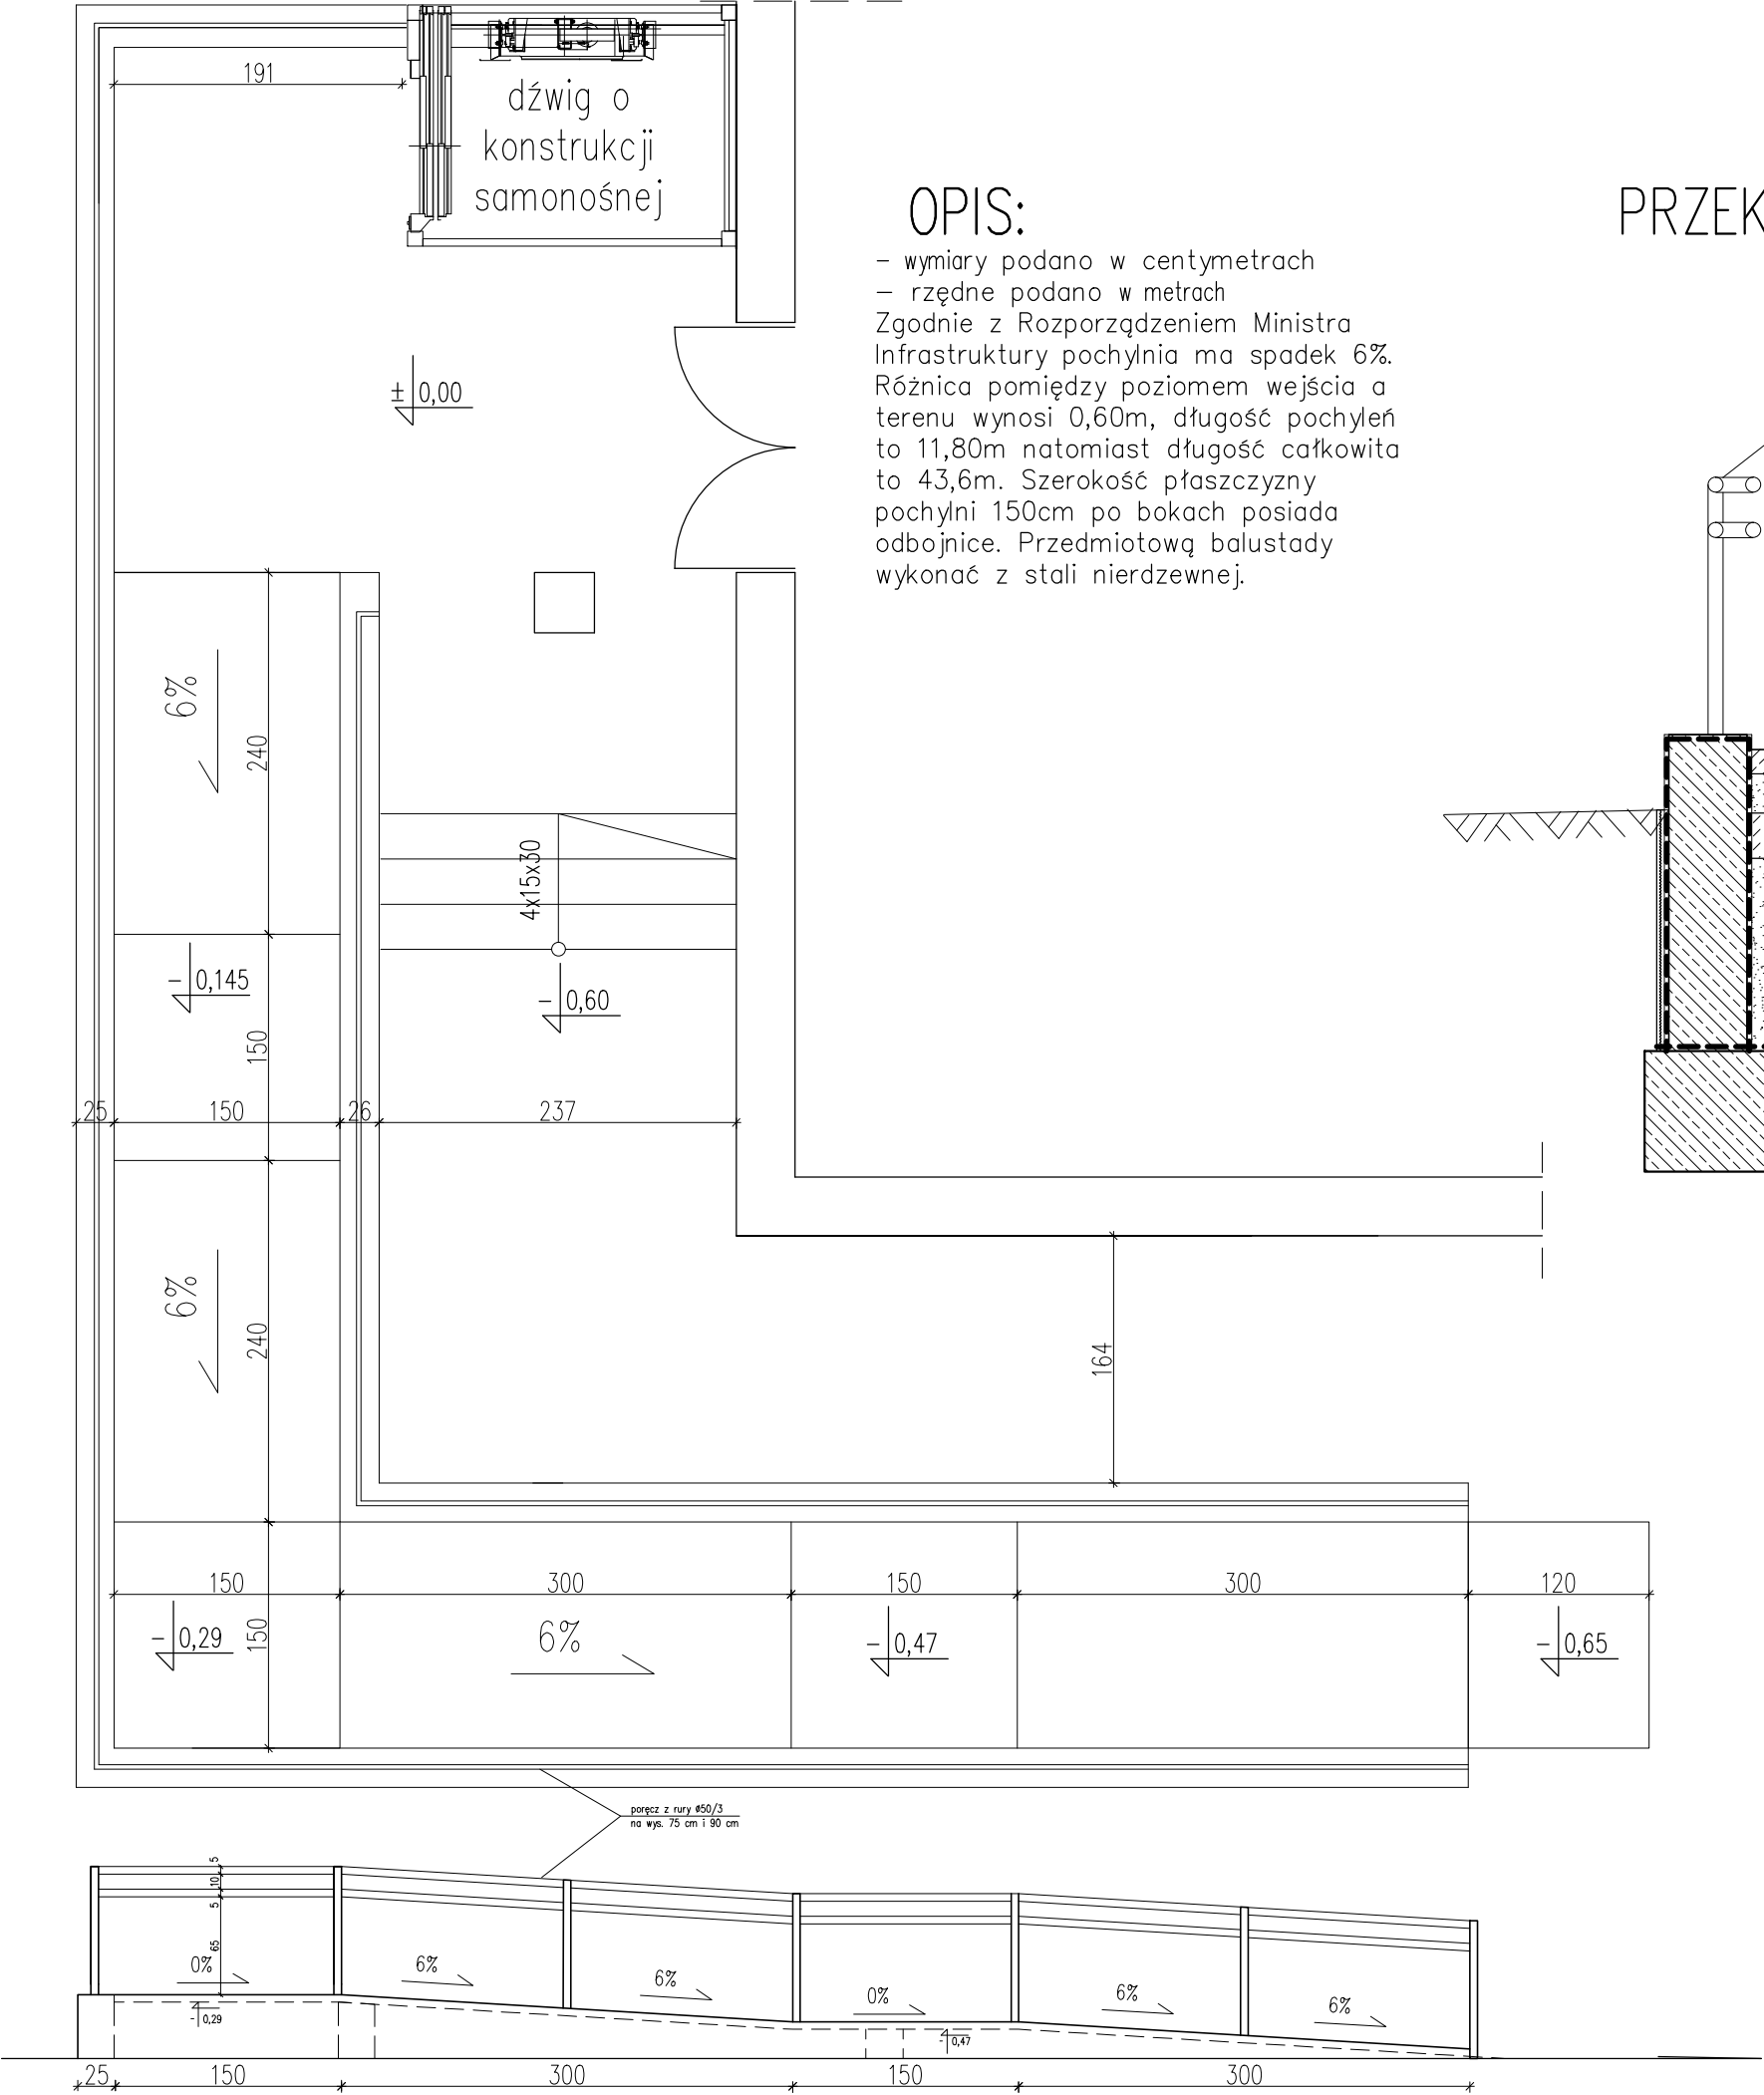 191
dźwig o
konstrukcji
samonośnej
OPIS:
- wymiary podano w centymetrach
- rzędne podano w metrach
Zgodnie z Rozporządzeniem Ministra
Infrastruktury pochylnia ma spadek 6%.
Różnica pomiędzy poziomem wejścia a
terenu wynosi 0,60m, długość pochyleń
to 11,80m natomiast długość całkowita
to 43,6m. Szerokość płaszczyzny
pochylni 150cm po bokach posiada
odbojnice. Przedmiotową balustady
wykonać z stali nierdzewnej.
PRZEK
± 0,00
6%
240
4x15x30
- 0,145
- 0,60
150
25 150 26 237
6%
240
164
150 300 150 300 120
- 0,29
150
6%
- 0,47
- 0,65
poręcz z rury ø50/3
na wys. 75 cm i 90 cm
5
10
5
65
0%
6%
6%
0%
6%
6%
- 0,29
- 0,47
25 150 300 150 300